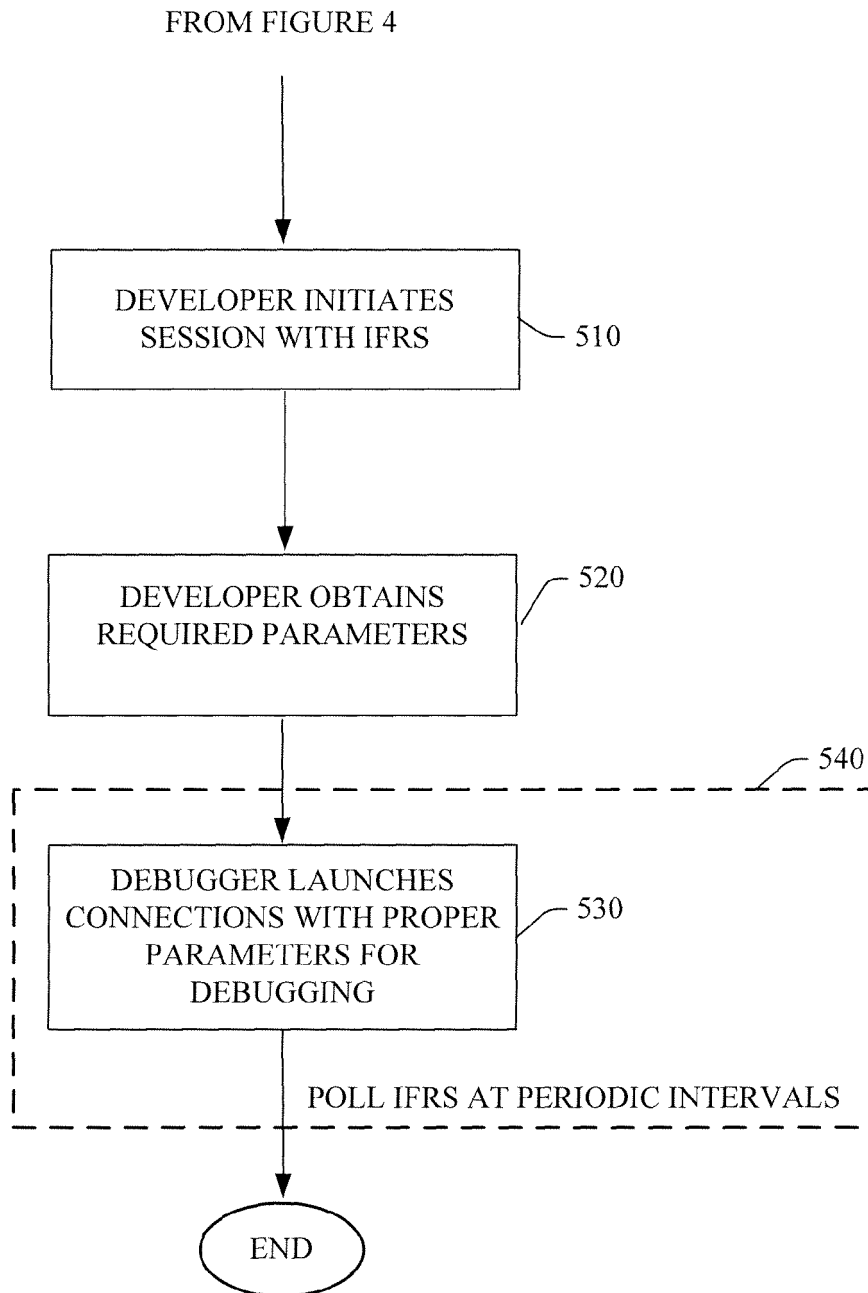 FROM FIGURE 4
DEVELOPER INITIATES
SESSION WITH IFRS
510
520
DEVELOPER OBTAINS
REQUIRED PARAMETERS
540
DEBUGGER LAUNCHES
CONNECTIONS WITH PROPER
PARAMETERS FOR
DEBUGGING
530
POLL IFRS AT PERIODIC INTERVALS
END